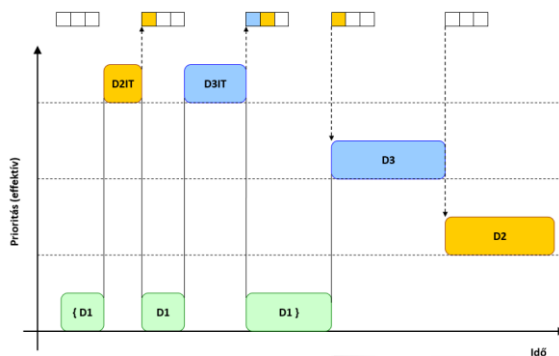 D2IT
D3IT
D3
D2
{ D1
D1
D1 }
Prioritás (effektív)
Idő